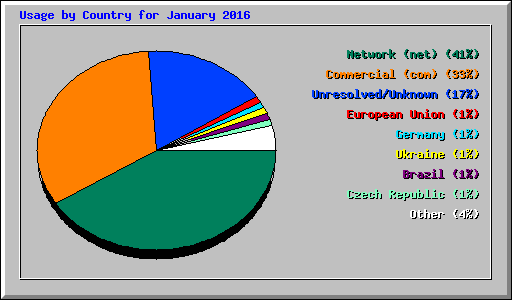 Usage by Country for January 2016
Network (net) (41%)
Commercial (com) (33%)
Unresolved/Unknown (17%)
European Union (1%)
Germany (1%)
Ukraine (1%)
Brazil (1%)
Czech Republic (1%)
Other (4%)